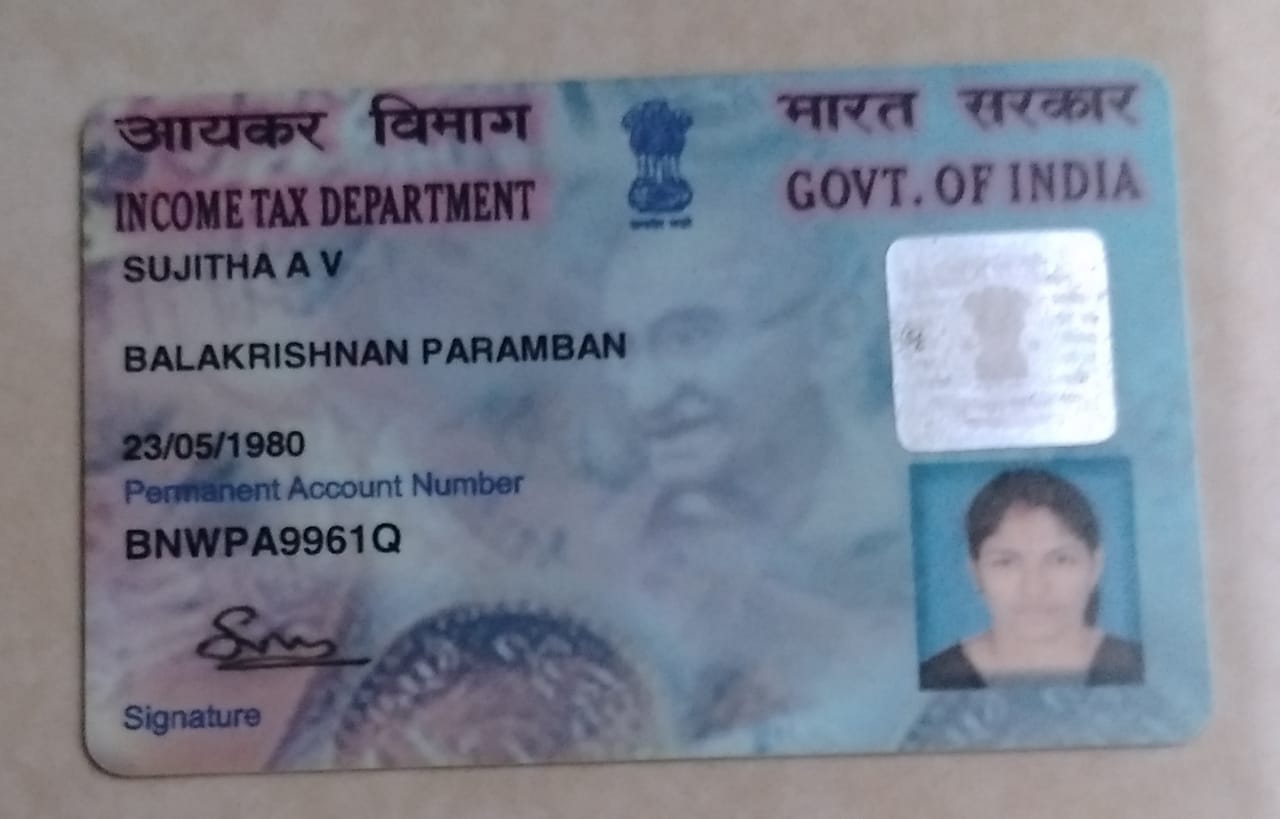 आयकर विभाग
भारत सरकार
INCOME TAX DEPARTMENT
GOVT. OF INDIA
SUJITHA A V
BALAKRISHNAN PARAMBAN
23/05/1980
Permanent Account Number
BNWPA9961Q
Signature